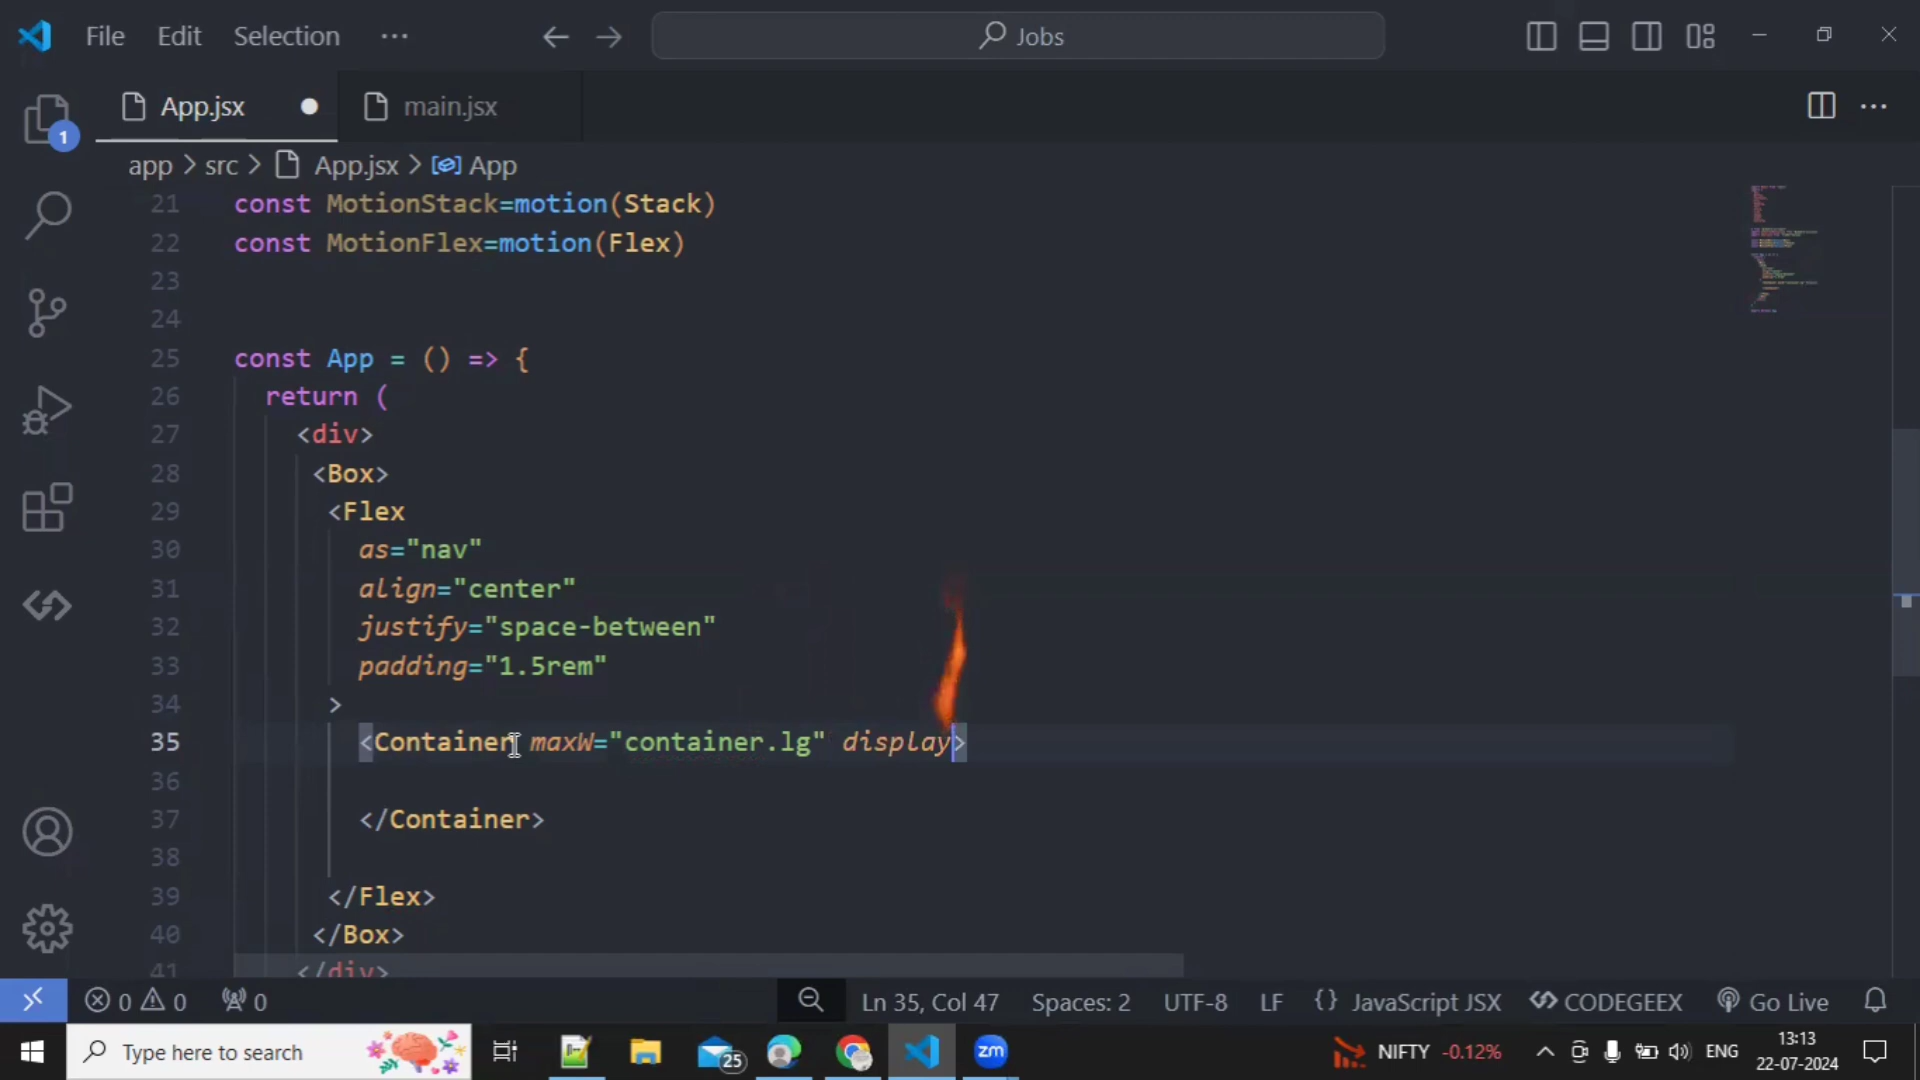 File Edit Selection ··· Jobs
App.jsx main.jsx
1
app > src > App.jsx > App
21 const MotionStack=motion(Stack)
22 const MotionFlex=motion(Flex)
23
24
25 const App = () => {
26 return (
27 <div>
28 <Box>
29 <Flex
30 as="nav"
31 align="center"
32 justify="space-between"
33 padding="1.5rem"
34 >
35 <Container maxW="container.lg" display>
36
37 </Container>
38
39 </Flex>
40 </Box>
41 </div>
0 0 0 Ln 35, Col 47 Spaces: 2 UTF-8 LF {} JavaScript JSX CODEGEEX Go Live
Type here to search 25 zm NIFTY -0.12% ENG 13:13
22-07-2024